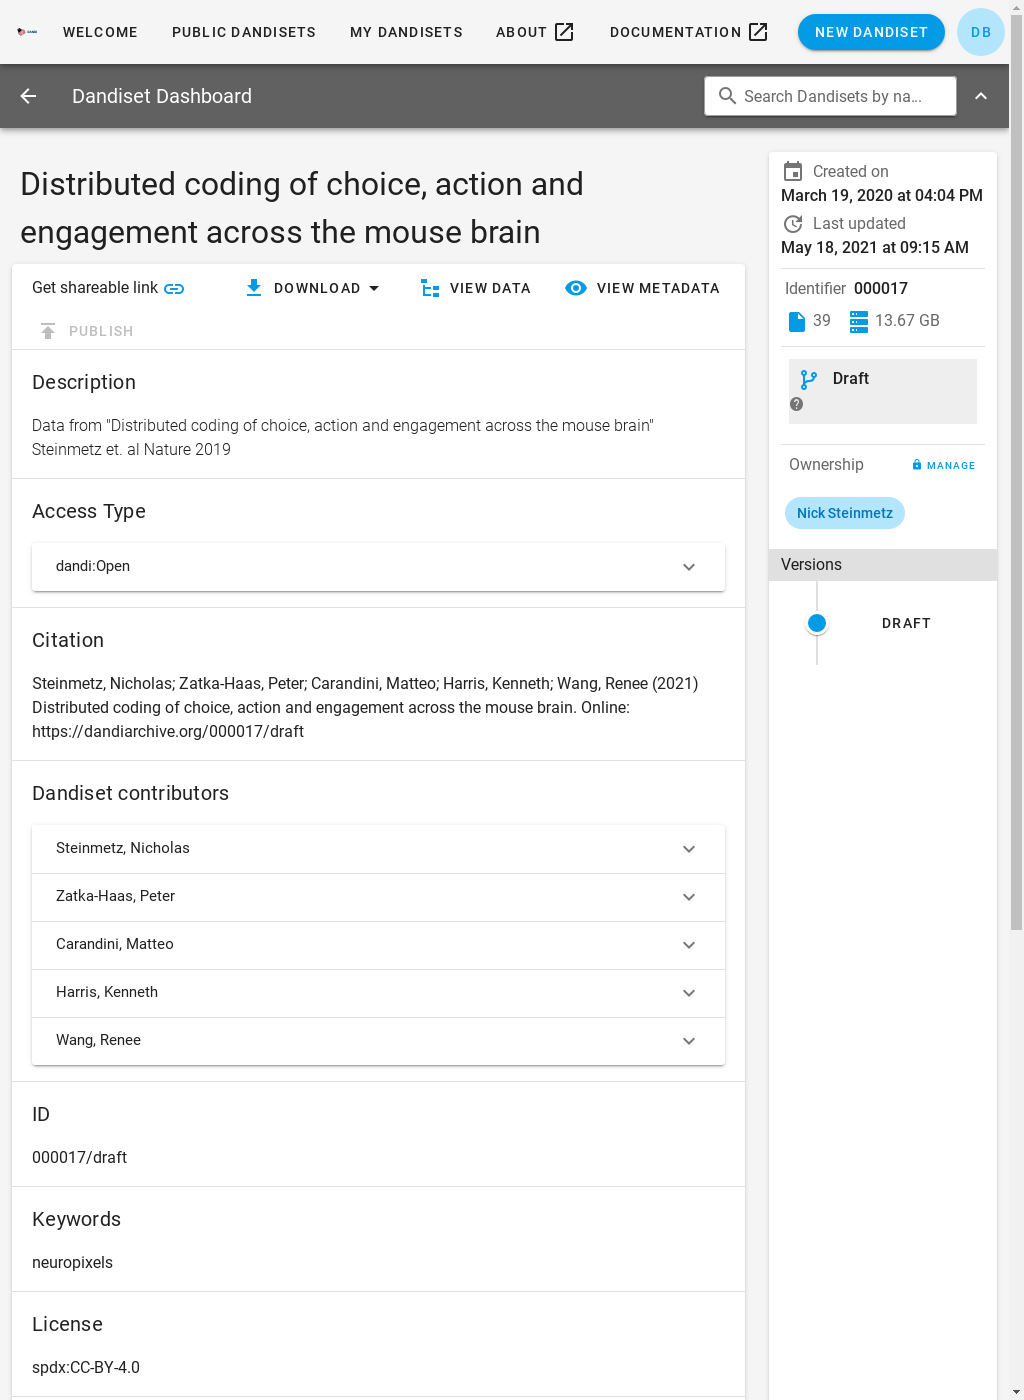 WELCOME
PUBLIC DANDISETS
MY DANDISETS
ABOUT
DOCUMENTATION
NEW DANDISET
DB
Dandiset Dashboard
Search Dandisets by na...
Distributed coding of choice, action and
engagement across the mouse brain
Get shareable link
DOWNLOAD
VIEW DATA
VIEW METADATA
PUBLISH
Description
Data from "Distributed coding of choice, action and engagement across the mouse brain"
Steinmetz et. al Nature 2019
Access Type
dandi:Open
Citation
Steinmetz, Nicholas; Zatka-Haas, Peter; Carandini, Matteo; Harris, Kenneth; Wang, Renee (2021)
Distributed coding of choice, action and engagement across the mouse brain. Online:
https://dandiarchive.org/000017/draft
Dandiset contributors
Steinmetz, Nicholas
Zatka-Haas, Peter
Carandini, Matteo
Harris, Kenneth
Wang, Renee
ID
000017/draft
Keywords
neuropixels
License
spdx:CC-BY-4.0
Created on
March 19, 2020 at 04:04 PM
Last updated
May 18, 2021 at 09:15 AM
Identifier 000017
39
13.67 GB
Draft
Ownership
MANAGE
Nick Steinmetz
Versions
DRAFT